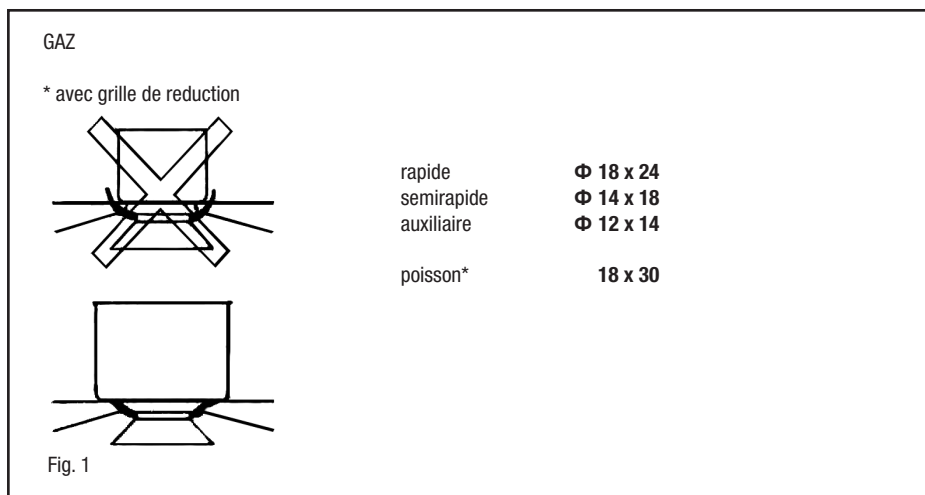 GAZ
* avec grille de reduction
rapide Φ 18 x 24
semirapide Φ 14 x 18
auxiliaire Φ 12 x 14
poisson* 18 x 30
Fig. 1